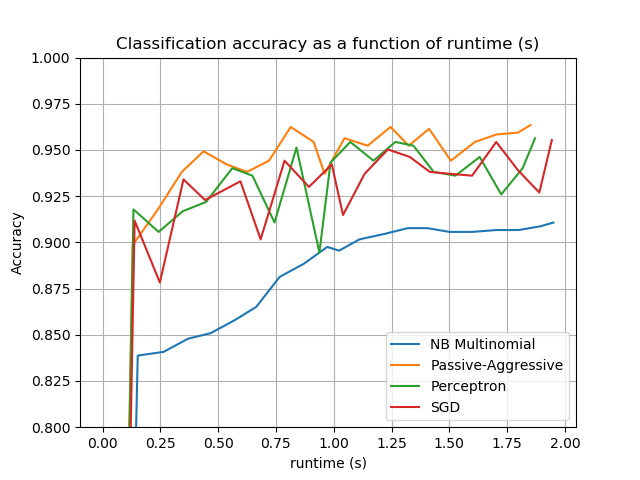 Classification accuracy as a function of runtime (s)
1.000
0.975
0.950
0.925
0.900
0.875
0.850
0.825
0.800
Accuracy
NB Multinomial
Passive-Aggressive
Perceptron
SGD
0.00 0.25 0.50 0.75 1.00 1.25 1.50 1.75 2.00
runtime (s)